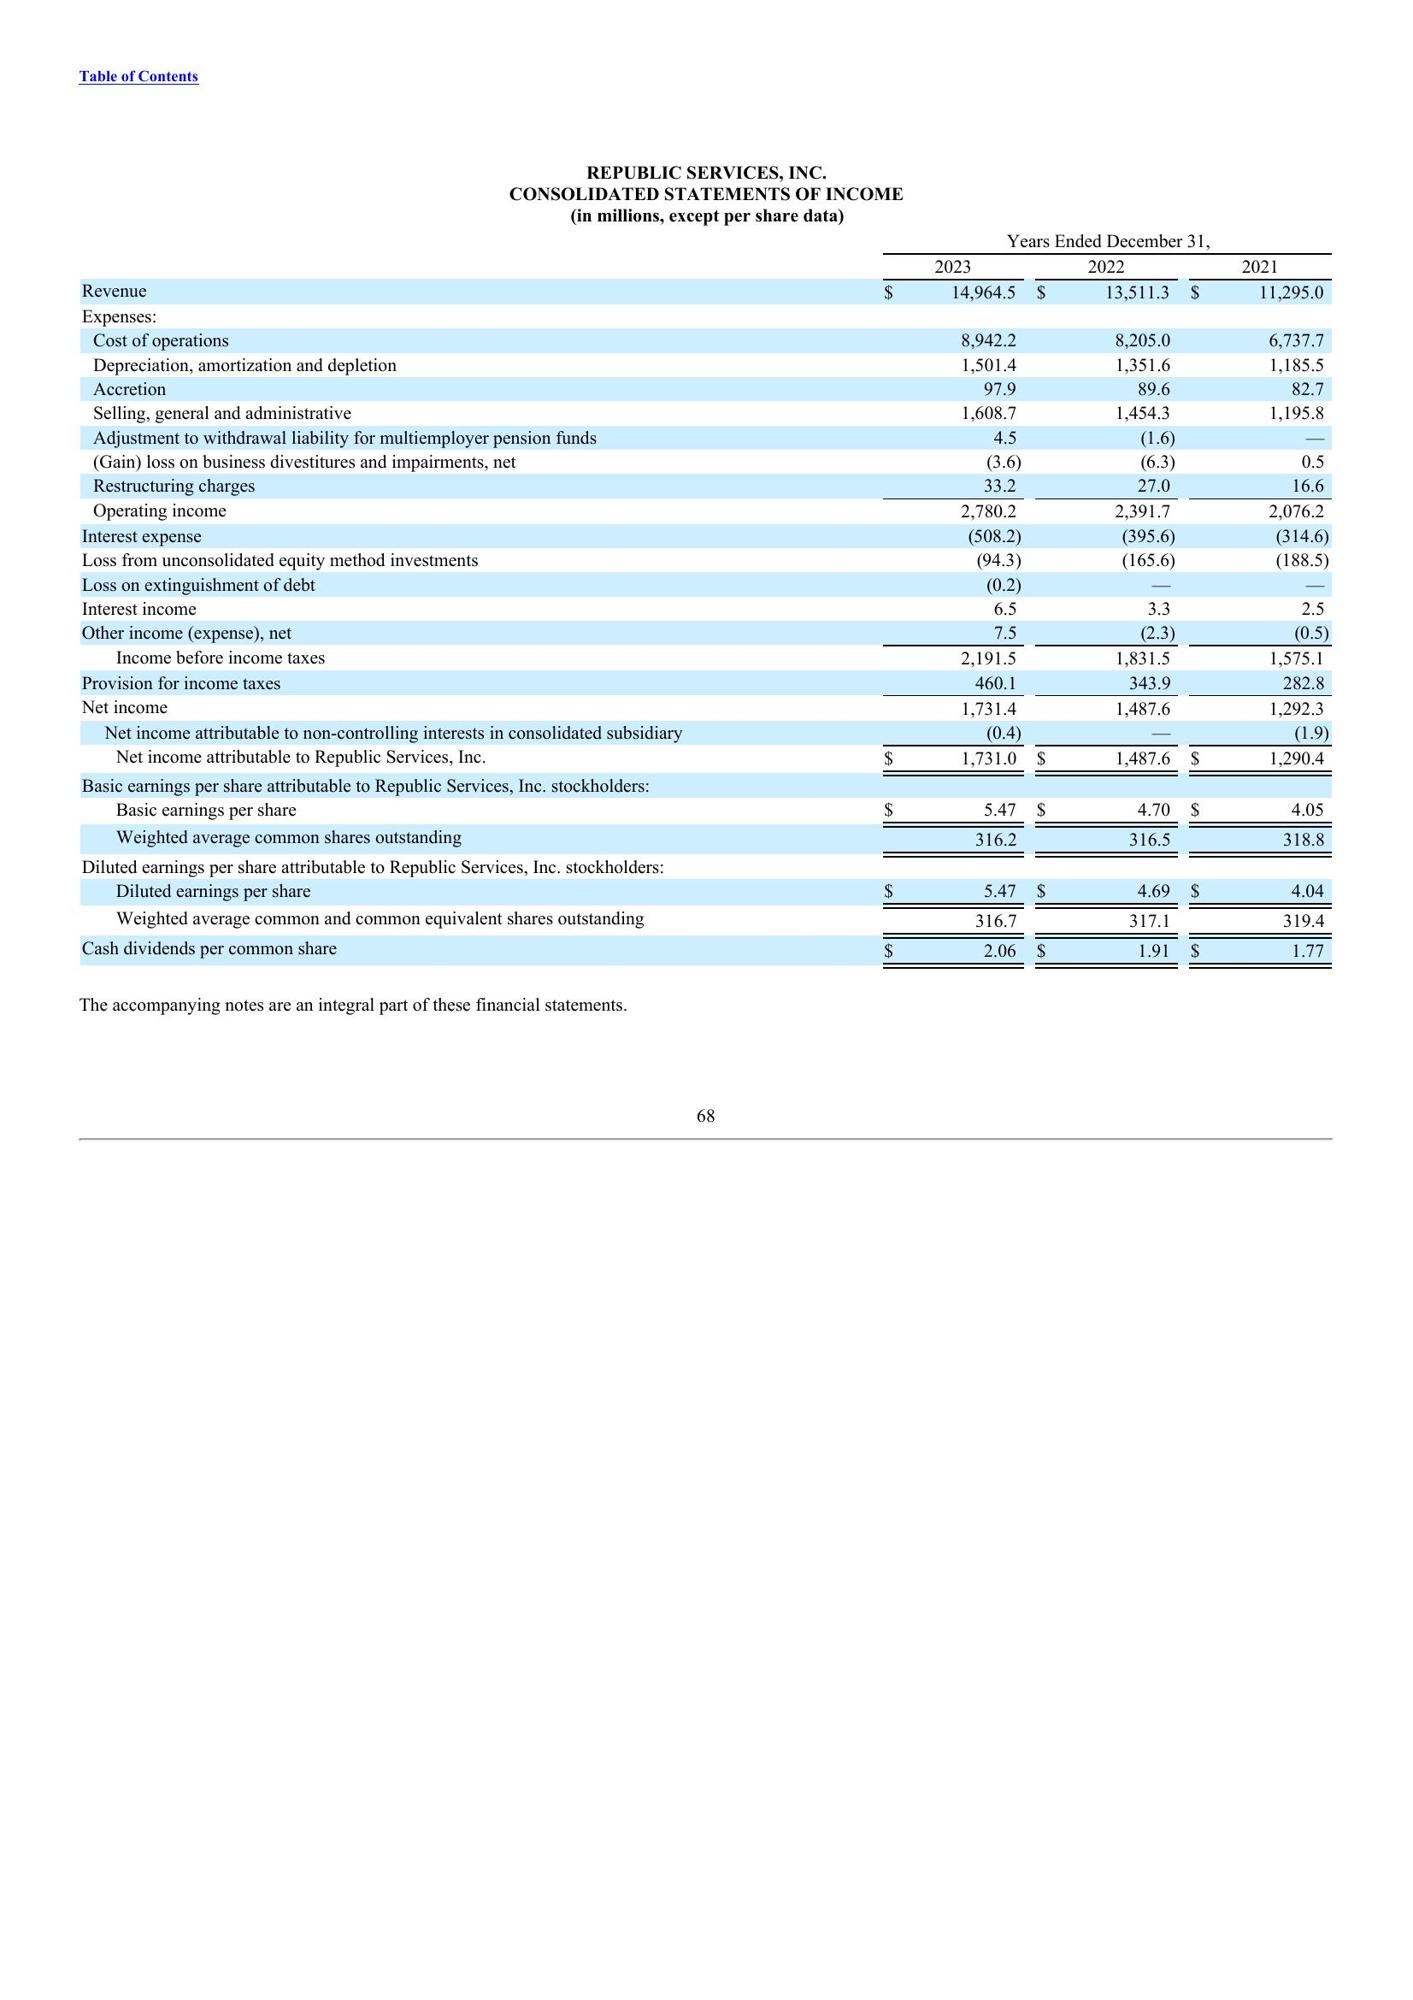 Table of Contents
REPUBLIC SERVICES, INC.
CONSOLIDATED STATEMENTS OF INCOME
(in millions, except per share data)
Years Ended December 31,
2023 2022 2021
Revenue $ 14,964.5 $ 13,511.3 $ 11,295.0
Expenses:
Cost of operations 8,942.2 8,205.0 6,737.7
Depreciation, amortization and depletion 1,501.4 1,351.6 1,185.5
Accretion 97.9 89.6 82.7
Selling, general and administrative 1,608.7 1,454.3 1,195.8
Adjustment to withdrawal liability for multiemployer pension funds 4.5 (1.6) —
(Gain) loss on business divestitures and impairments, net (3.6) (6.3) 0.5
Restructuring charges 33.2 27.0 16.6
Operating income 2,780.2 2,391.7 2,076.2
Interest expense (508.2) (395.6) (314.6)
Loss from unconsolidated equity method investments (94.3) (165.6) (188.5)
Loss on extinguishment of debt (0.2) — —
Interest income 6.5 3.3 2.5
Other income (expense), net 7.5 (2.3) (0.5)
Income before income taxes 2,191.5 1,831.5 1,575.1
Provision for income taxes 460.1 343.9 282.8
Net income 1,731.4 1,487.6 1,292.3
Net income attributable to non-controlling interests in consolidated subsidiary (0.4) — (1.9)
Net income attributable to Republic Services, Inc. $ 1,731.0 $ 1,487.6 $ 1,290.4
Basic earnings per share attributable to Republic Services, Inc. stockholders:
Basic earnings per share $ 5.47 $ 4.70 $ 4.05
Weighted average common shares outstanding 316.2 316.5 318.8
Diluted earnings per share attributable to Republic Services, Inc. stockholders:
Diluted earnings per share $ 5.47 $ 4.69 $ 4.04
Weighted average common and common equivalent shares outstanding 316.7 317.1 319.4
Cash dividends per common share $ 2.06 $ 1.91 $ 1.77
The accompanying notes are an integral part of these financial statements.
68